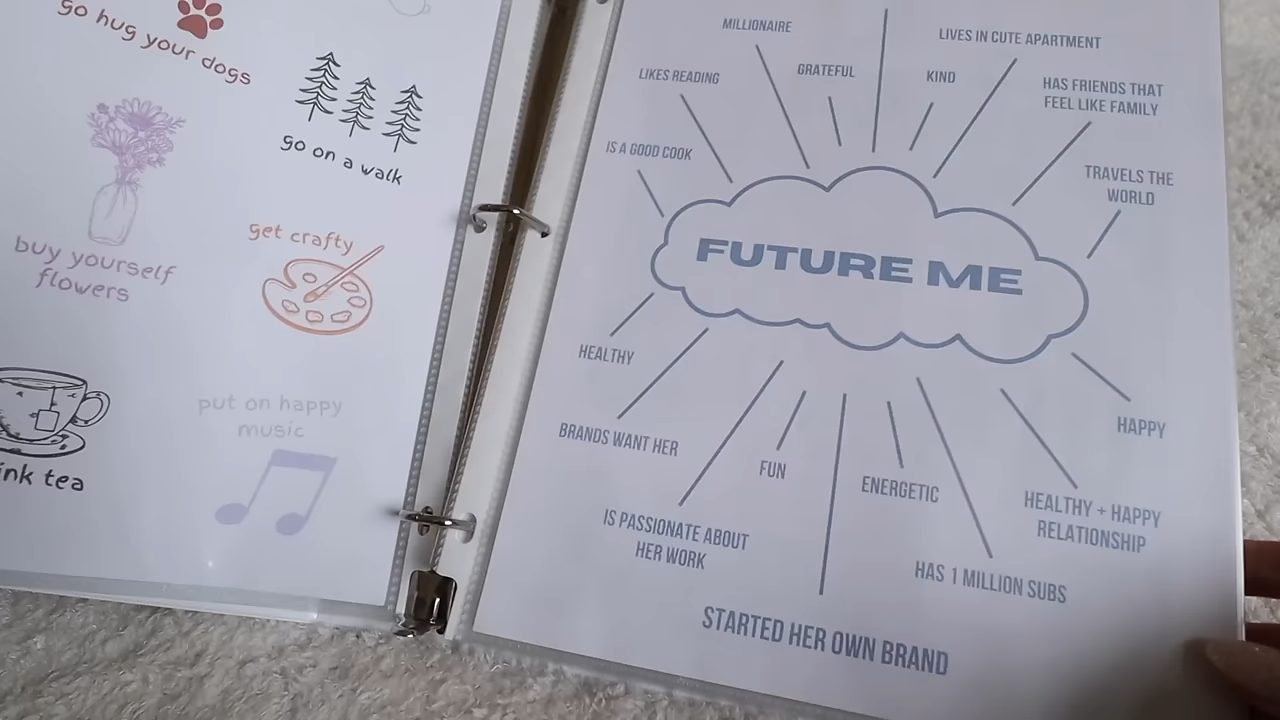 go hug your dogs
go on a walk
buy yourself
flowers
get crafty
put on happy
music
tea
MILLIONAIRE
LIVES IN CUTE APARTMENT
LIKES READING
GRATEFUL
KIND
HAS FRIENDS THAT
FEEL LIKE FAMILY
IS A GOOD COOK
TRAVELS THE
WORLD
FUTURE ME
HEALTHY
HAPPY
BRANDS WANT HER
FUN
ENERGETIC
HEALTHY + HAPPY
RELATIONSHIP
IS PASSIONATE ABOUT
HER WORK
HAS 1 MILLION SUBS
STARTED HER OWN BRAND